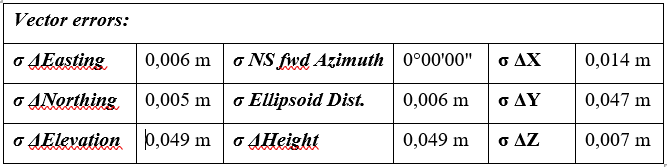 Vector errors:
σ ΔEasting 0,006 m σ NS fwd Azimuth 0°00'00" σ ΔX 0,014 m
σ ΔNorthing 0,005 m σ Ellipsoid Dist. 0,006 m σ ΔY 0,047 m
σ ΔElevation 0,049 m σ ΔHeight 0,049 m σ ΔZ 0,007 m